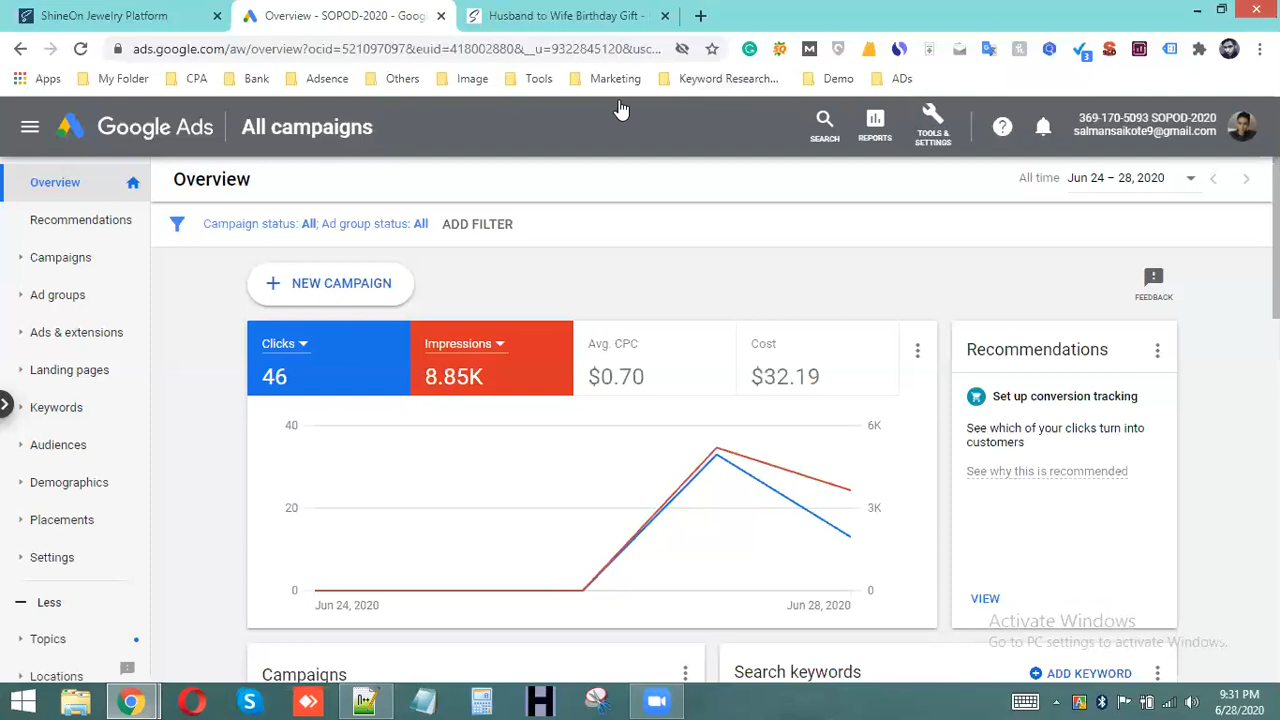 ShineOn Jewelry Platform
Overview - SOPOD-2020 - Goog
Husband to Wife Birthday Gift -
ads.google.com/aw/overview?ocid=521097097&euid=418002880&__u=9322845120&usc...
3
Apps
My Folder
CPA
Bank
Adsence
Others
Image
Tools
Marketing
Keyword Research...
Demo
ADs
Google Ads
All campaigns
SEARCH
REPORTS
TOOLS &
SETTINGS
369-170-5093 SOPOD-2020
salmansaikote9@gmail.com
Overview
Recommendations
Campaigns
Ad groups
Ads & extensions
Landing pages
Keywords
Audiences
Demographics
Placements
Settings
Less
Topics
Locations
Overview
All time
Jun 24 – 28, 2020
Campaign status: All; Ad group status: All
ADD FILTER
NEW CAMPAIGN
FEEDBACK
Clicks
46
Impressions
8.85K
Avg. CPC
$0.70
Cost
$32.19
40
20
0
6K
3K
0
Jun 24, 2020
Jun 28, 2020
Recommendations
Set up conversion tracking
See which of your clicks turn into
customers
See why this is recommended
VIEW
Activate Windows
Go to PC settings to activate Windows.
Campaigns
Search keywords
ADD KEYWORD
9:31 PM
6/28/2020